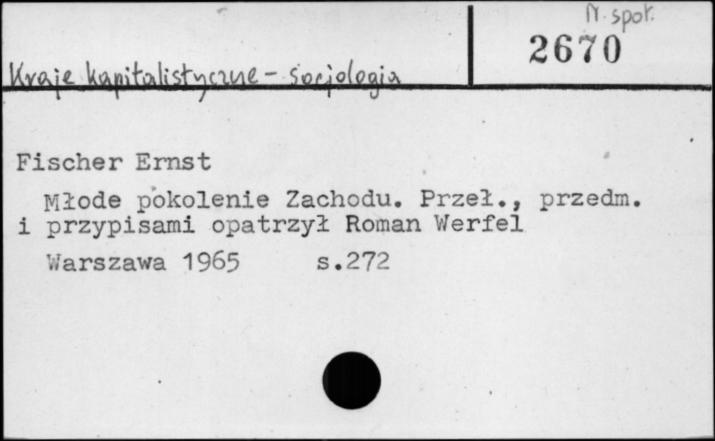 N. społ.
2670
Kraje kapitalistyczne - socjologia
Fischer Ernst
Młode pokolenie Zachodu. Przeł., przedm.
i przypisami opatrzył Roman Werfel
Warszawa 1965 s.272